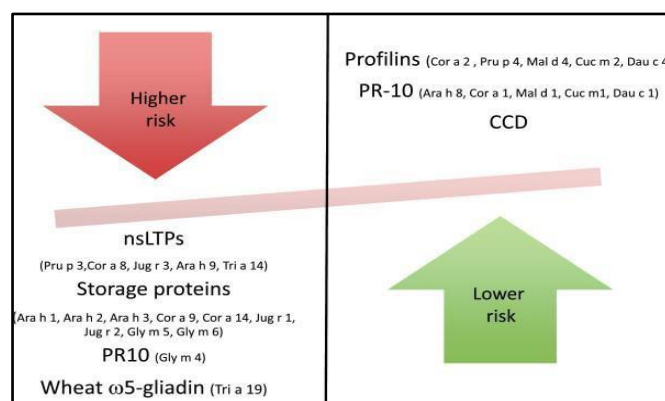 Higher
risk
nsLTPs
(Pru p 3,Cor a 8, Jug r 3, Ara h 9, Tri a 14)
Storage proteins
(Ara h 1, Ara h 2, Ara h 3, Cor a 9, Cor a 14, Jug r 1,
Jug r 2, Gly m 5, Gly m 6)
PR10 (Gly m 4)
Wheat ω5-gliadin (Tri a 19)
Profilins (Cor a 2 , Pru p 4, Mal d 4, Cuc m 2, Dau c 4
PR-10 (Ara h 8, Cor a 1, Mal d 1, Cuc m1, Dau c 1)
CCD
Lower
risk